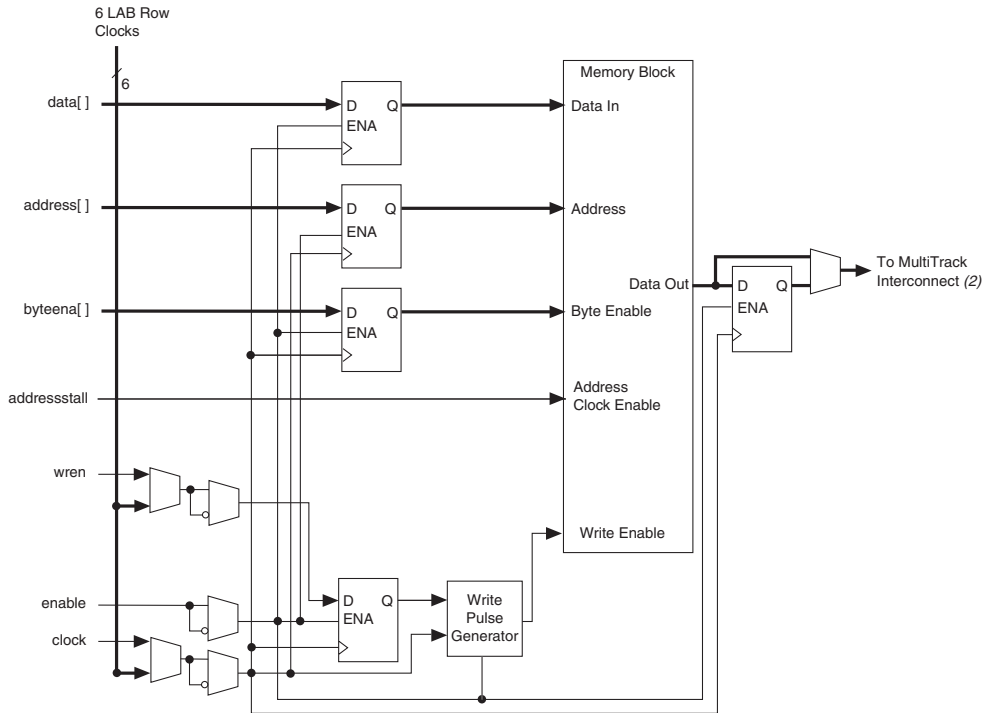 6 LAB Row
Clocks
6
Memory Block
data[ ]
D Q
ENA
Data In
address[ ]
D Q
ENA
Address
To MultiTrack
Interconnect (2)
Data Out
D Q
ENA
byteena[ ]
D Q
ENA
Byte Enable
addressstall
Address
Clock Enable
wren
Write Enable
enable
D Q
ENA
Write
Pulse
Generator
clock